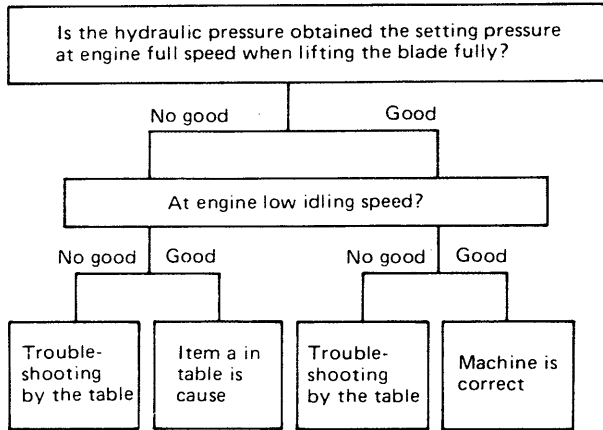 Is the hydraulic pressure obtained the setting pressure
at engine full speed when lifting the blade fully?
No good
Good
At engine low idling speed?
No good
Good
No good
Good
Trouble-
shooting
by the table
Item a in
table is
cause
Trouble-
shooting
by the table
Machine is
correct